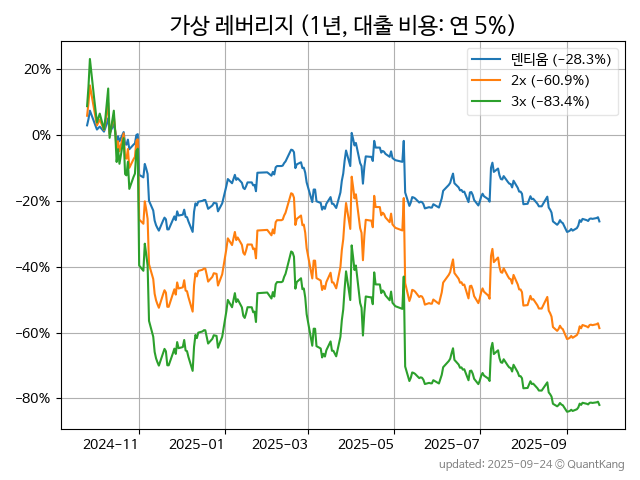 가상 레버리지 (1년, 대출 비용: 연 5%)
덴티움 (−28.3%)
2x (−60.9%)
3x (−83.4%)
20%
0%
−20%
−40%
−60%
−80%
2024−11 2025−01 2025−03 2025−05 2025−07 2025−09
updated: 2025-09-24 © QuantKang